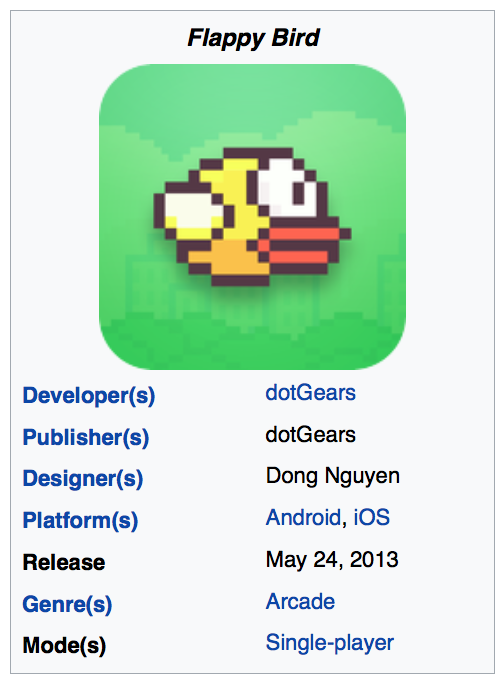 Flappy Bird
Developer(s) dotGears
Publisher(s) dotGears
Designer(s) Dong Nguyen
Platform(s) Android, iOS
Release May 24, 2013
Genre(s) Arcade
Mode(s) Single-player